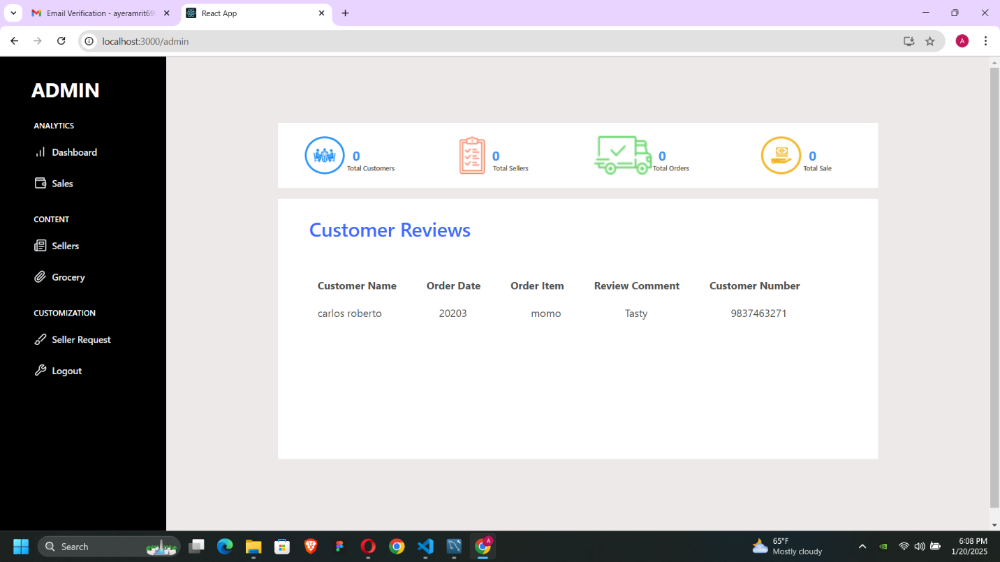 Email Verification - ayeramrit69
React App
localhost:3000/admin
A
ADMIN
ANALYTICS
Dashboard
Sales
CONTENT
Sellers
Grocery
CUSTOMIZATION
Seller Request
Logout
0
Total Customers
0
Total Sellers
0
Total Orders
0
Total Sale
Customer Reviews
Customer Name Order Date Order Item Review Comment Customer Number
carlos roberto 20203 momo Tasty 9837463271
Search
A
65°F
Mostly cloudy
6:08 PM
1/20/2025